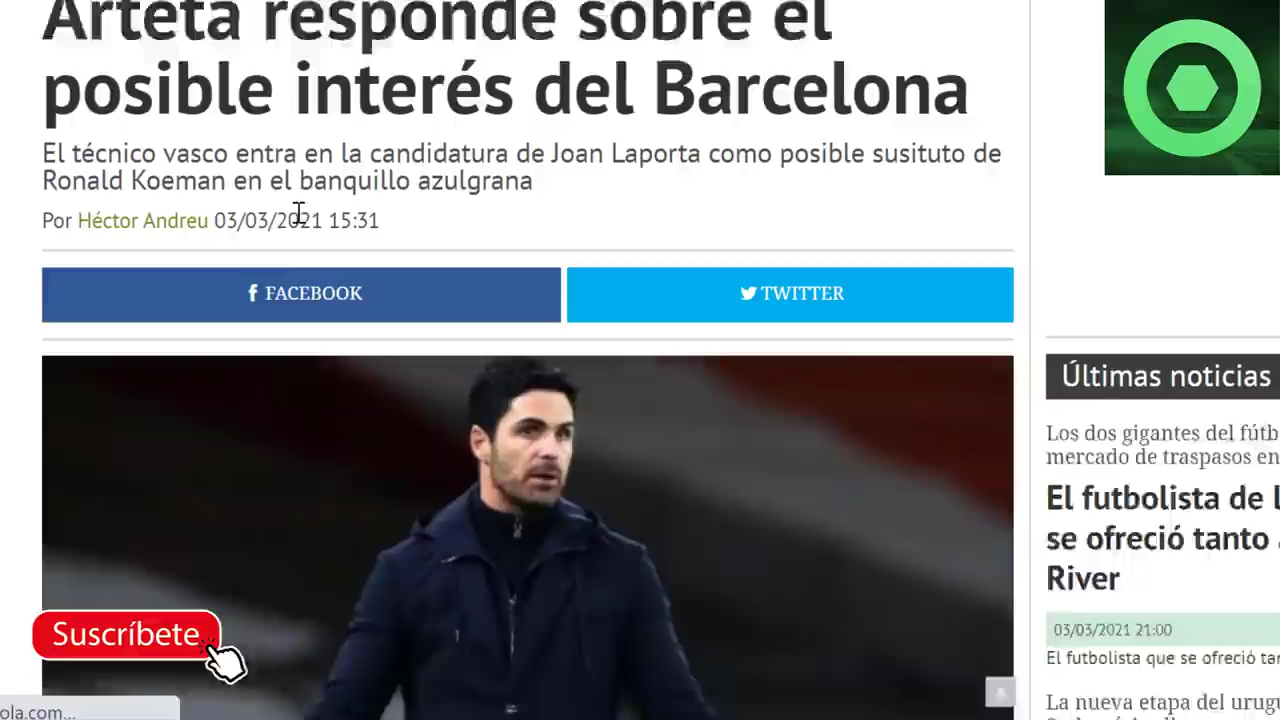 Arteta responde sobre el
posible interés del Barcelona
El técnico vasco entra en la candidatura de Joan Laporta como posible susituto de
Ronald Koeman en el banquillo azulgrana
Por Héctor Andreu 03/03/2021 15:31
FACEBOOK
TWITTER
Últimas noticias
Los dos gigantes del fútb
mercado de traspasos en
El futbolista de l
se ofreció tanto
River
03/03/2021 21:00
El futbolista que se ofreció tar
La nueva etapa del urug
Suscríbete
ola.com...